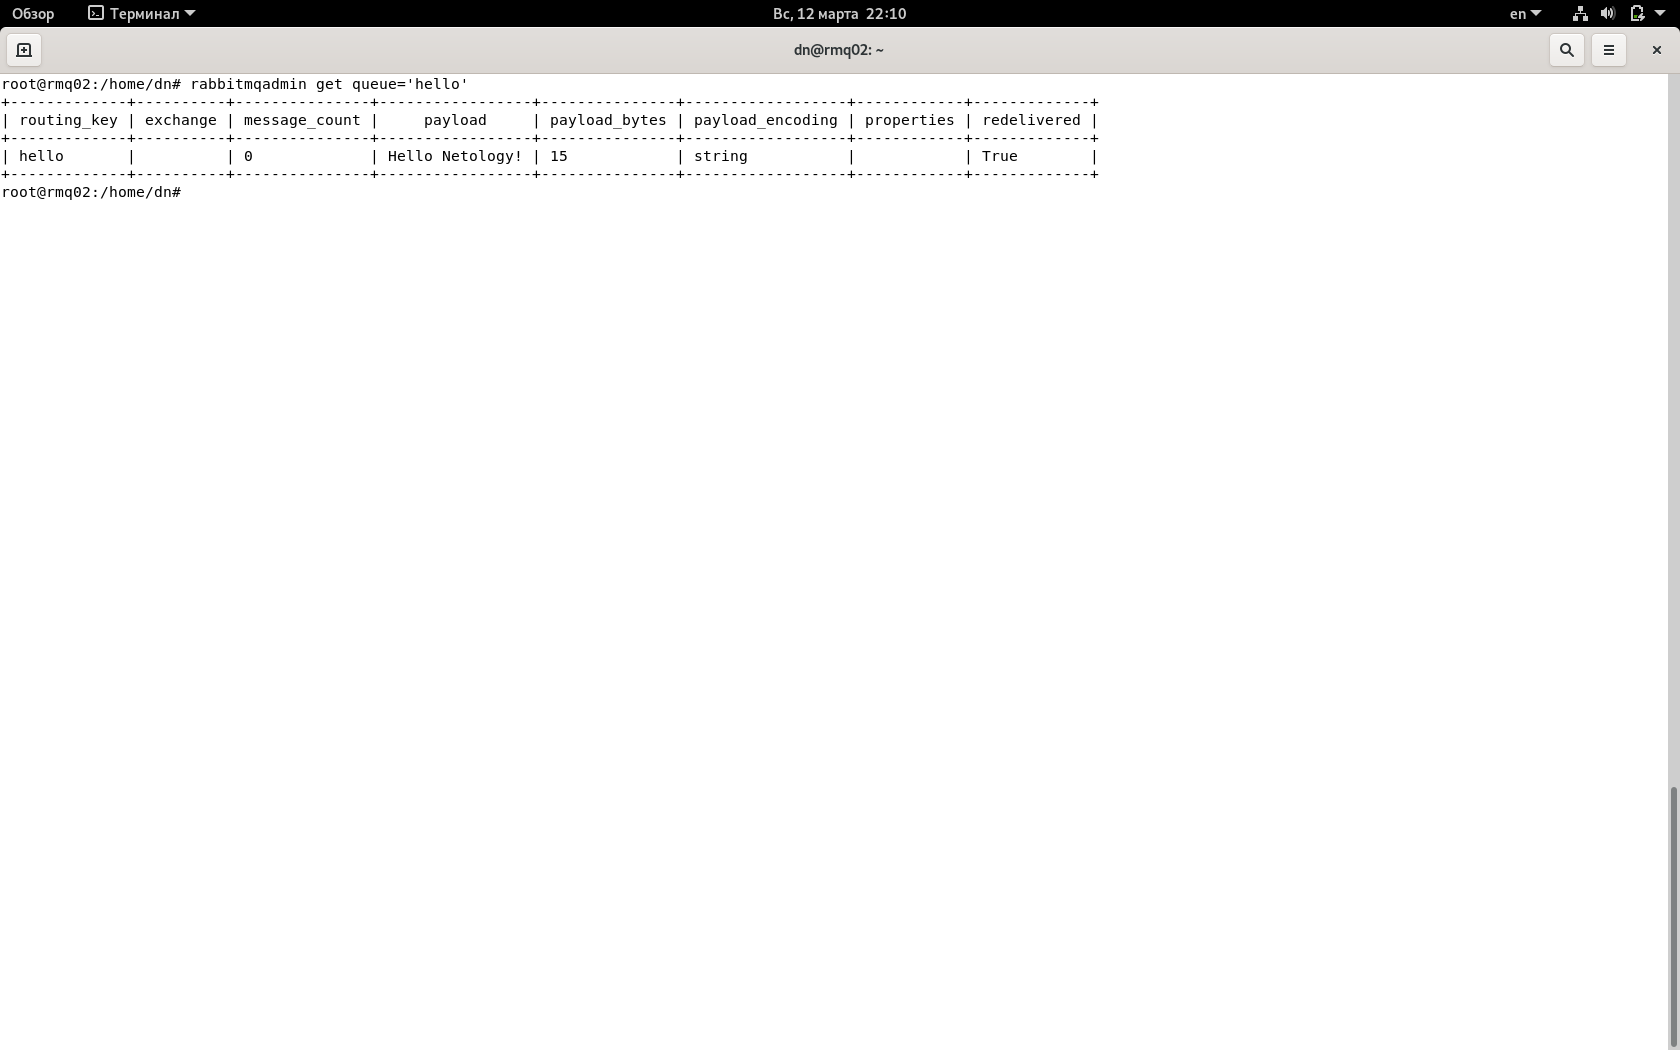 Обзор Терминал Вс, 12 марта 22:10 en
dn@rmq02: ~
root@rmq02:/home/dn# rabbitmqadmin get queue='hello'
+-------------+----------+---------------+-----------------+---------------+------------------+------------+-------------+
| routing_key | exchange | message_count |     payload     | payload_bytes | payload_encoding | properties | redelivered |
+-------------+----------+---------------+-----------------+---------------+------------------+------------+-------------+
| hello       |          | 0             | Hello Netology! | 15            | string           |            | True        |
+-------------+----------+---------------+-----------------+---------------+------------------+------------+-------------+
root@rmq02:/home/dn#